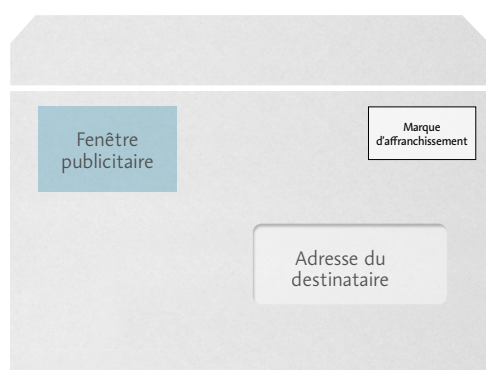 Fenêtre
publicitaire
Marque
d'affranchissement
Adresse du
destinataire